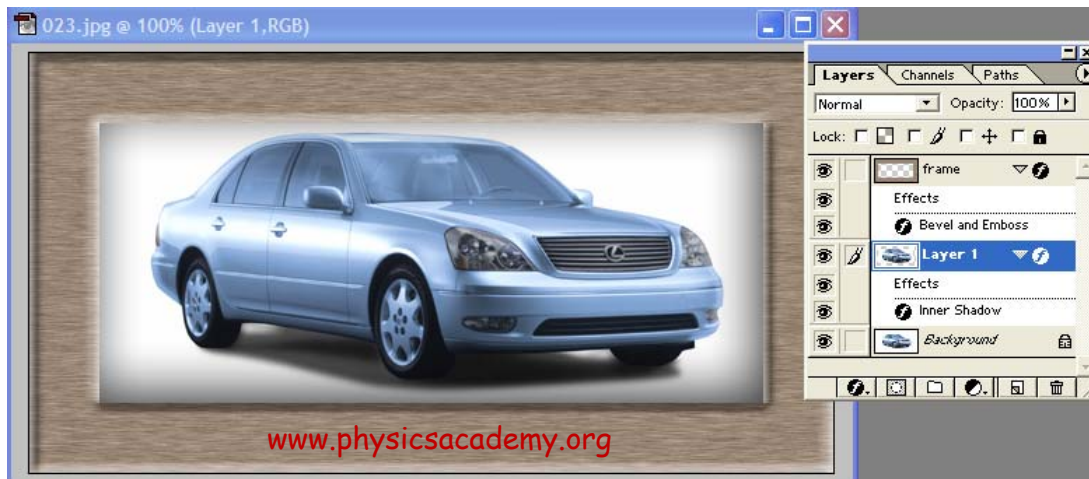 023.jpg @ 100% (Layer 1,RGB)
Layers Channels Paths
Normal Opacity: 100%
Lock:
frame
Effects
Bevel and Emboss
Layer 1
Effects
Inner Shadow
Background
www.physicsacademy.org